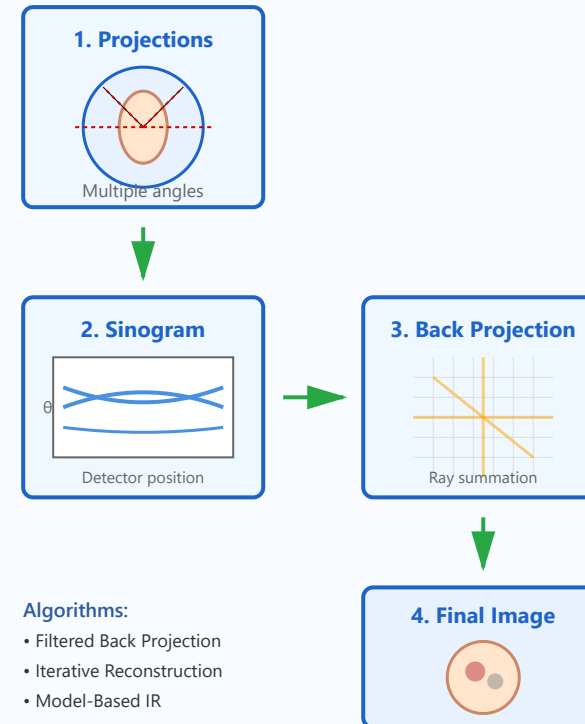 1. Projections
Multiple angles
2. Sinogram
θ
Detector position
3. Back Projection
Ray summation
4. Final Image
Algorithms:
• Filtered Back Projection
• Iterative Reconstruction
• Model-Based IR